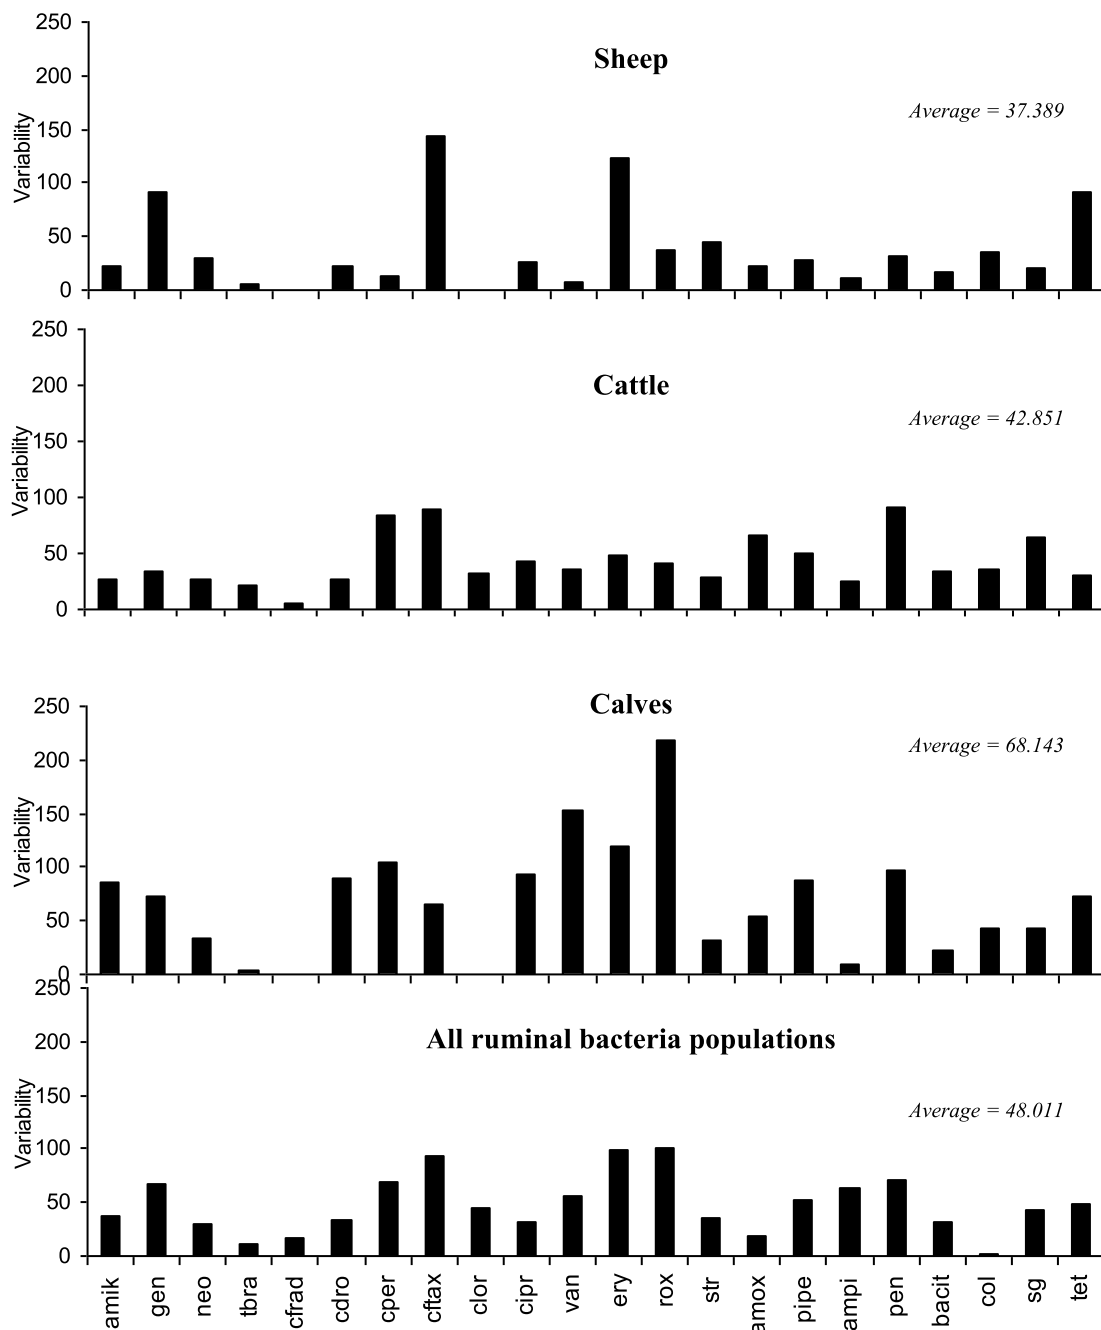 250
Sheep
200
Average = 37.389
150
Variability
100
50
0
250
Cattle
200
Average = 42.851
150
Variability
100
50
0
250
Calves
200
Average = 68.143
150
Variability
100
50
0
250
200
All ruminal bacteria populations
150
Average = 48.011
Variability
100
50
0
amik
gen
neo
tbra
cfrad
cdro
cper
cftax
clor
cipr
van
ery
rox
str
amox
pipe
ampi
pen
bacit
col
sg
tet